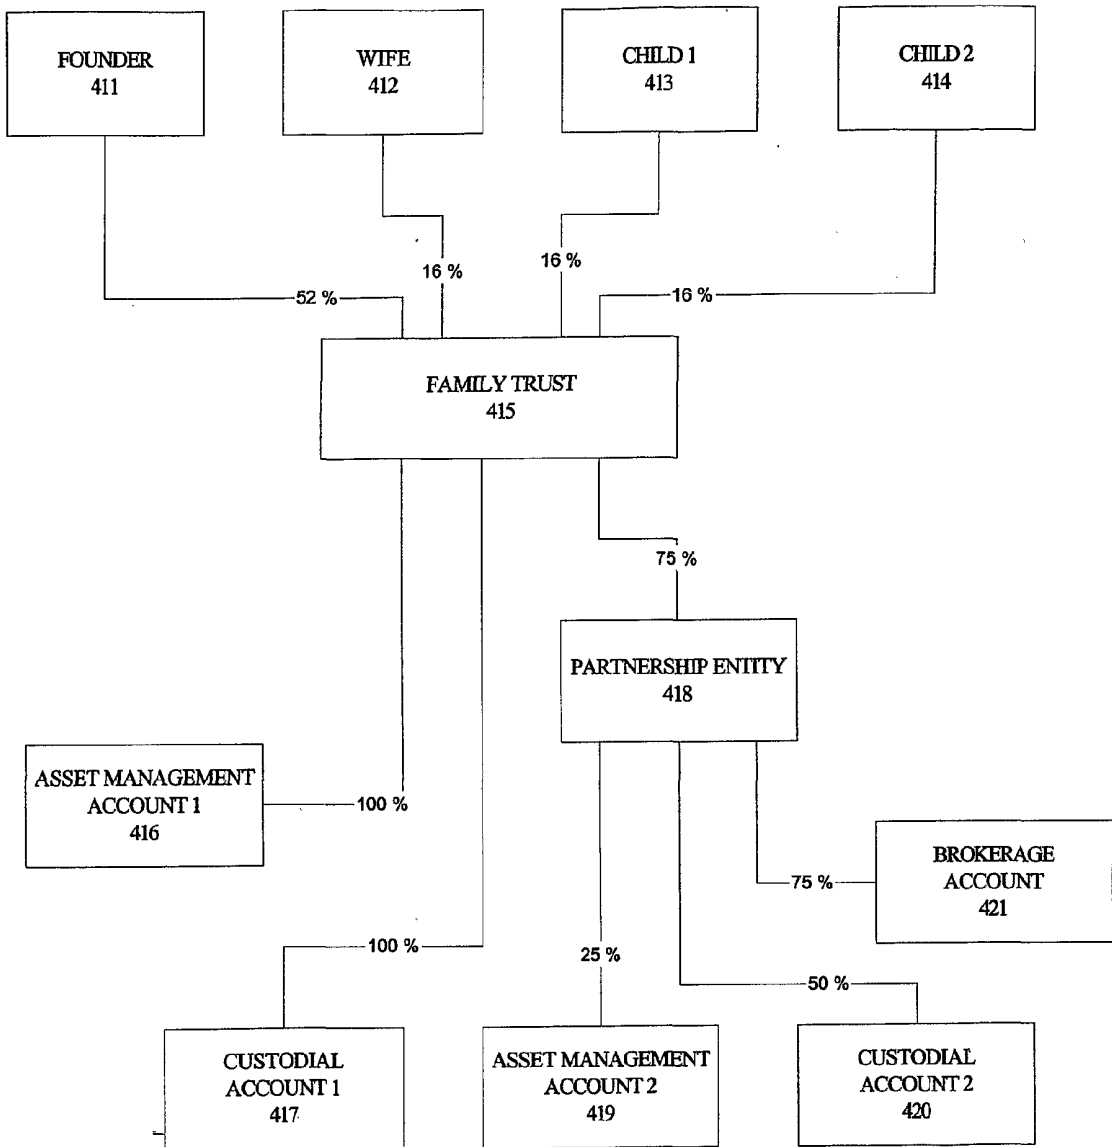 FOUNDER
411
WIFE
412
CHILD 1
413
CHILD 2
414
16 %
16 %
52 %
16 %
FAMILY TRUST
415
75 %
PARTNERSHIP ENTITY
418
ASSET MANAGEMENT
ACCOUNT 1
416
100 %
BROKERAGE
ACCOUNT
421
75 %
100 %
25 %
50 %
CUSTODIAL
ACCOUNT 1
417
ASSET MANAGEMENT
ACCOUNT 2
419
CUSTODIAL
ACCOUNT 2
420